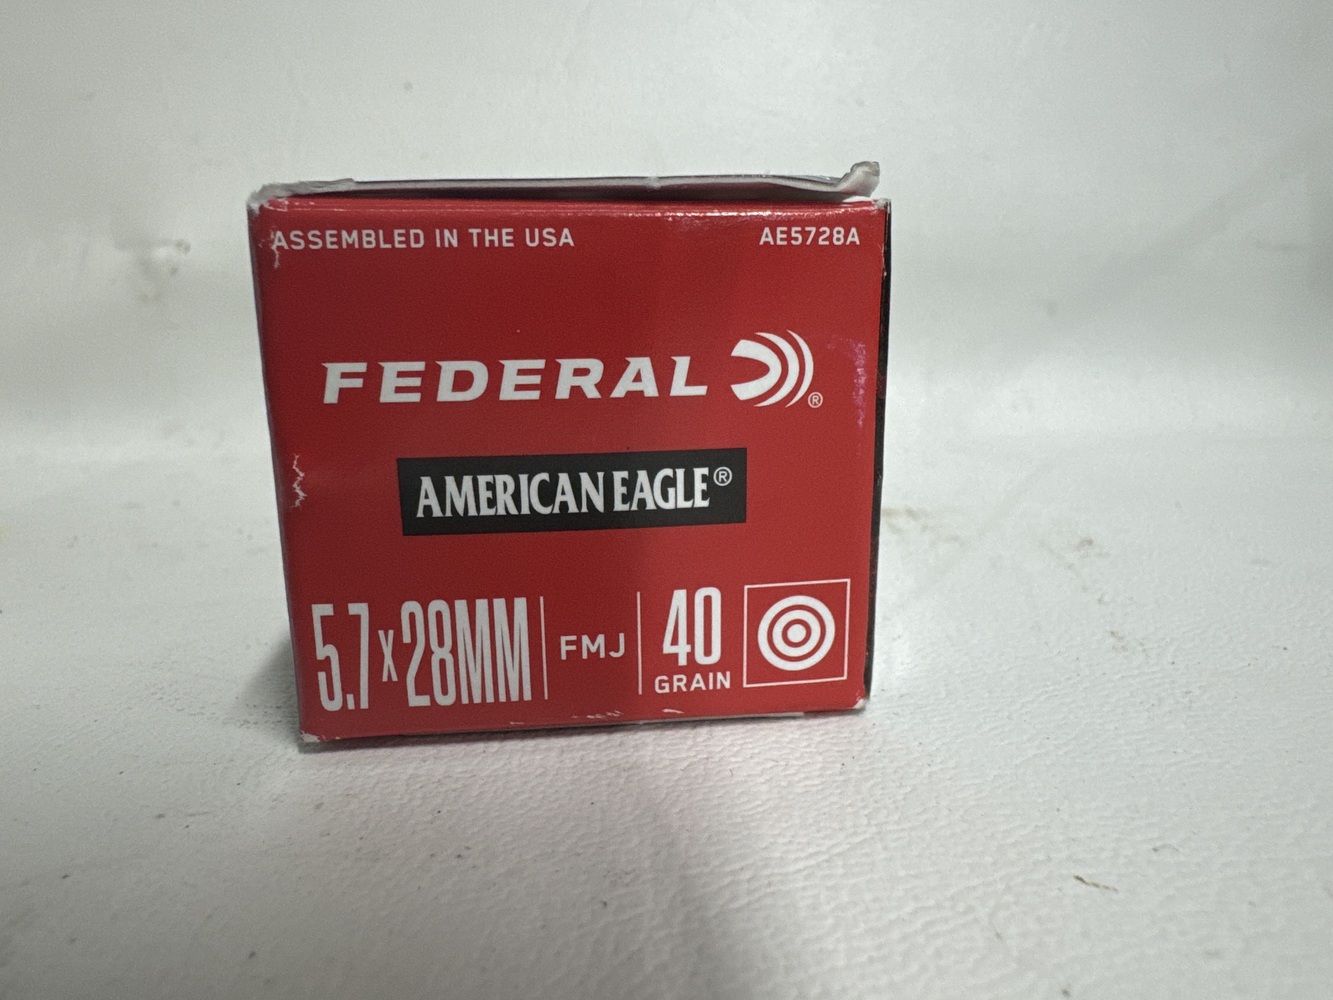 ASSEMBLED IN THE USA AE5728A
FEDERAL ®
AMERICAN EAGLE®
5.7x28MM FMJ 40 GRAIN